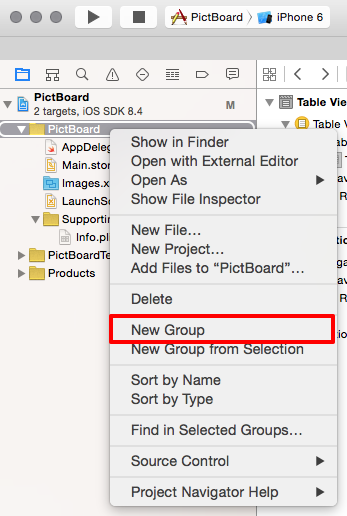 PictBoard
iPhone 6
PictBoard
2 targets, iOS SDK 8.4
M
PictBoard
AppDeleg
Main.stor
Images.x
LaunchSc
Supportin
Info.pli
PictBoardTe
Products
Show in Finder
Open with External Editor
Open As
Show File Inspector
New File…
New Project…
Add Files to “PictBoard”…
Delete
New Group
New Group from Selection
Sort by Name
Sort by Type
Find in Selected Groups…
Source Control
Project Navigator Help
Table Vie
Table V